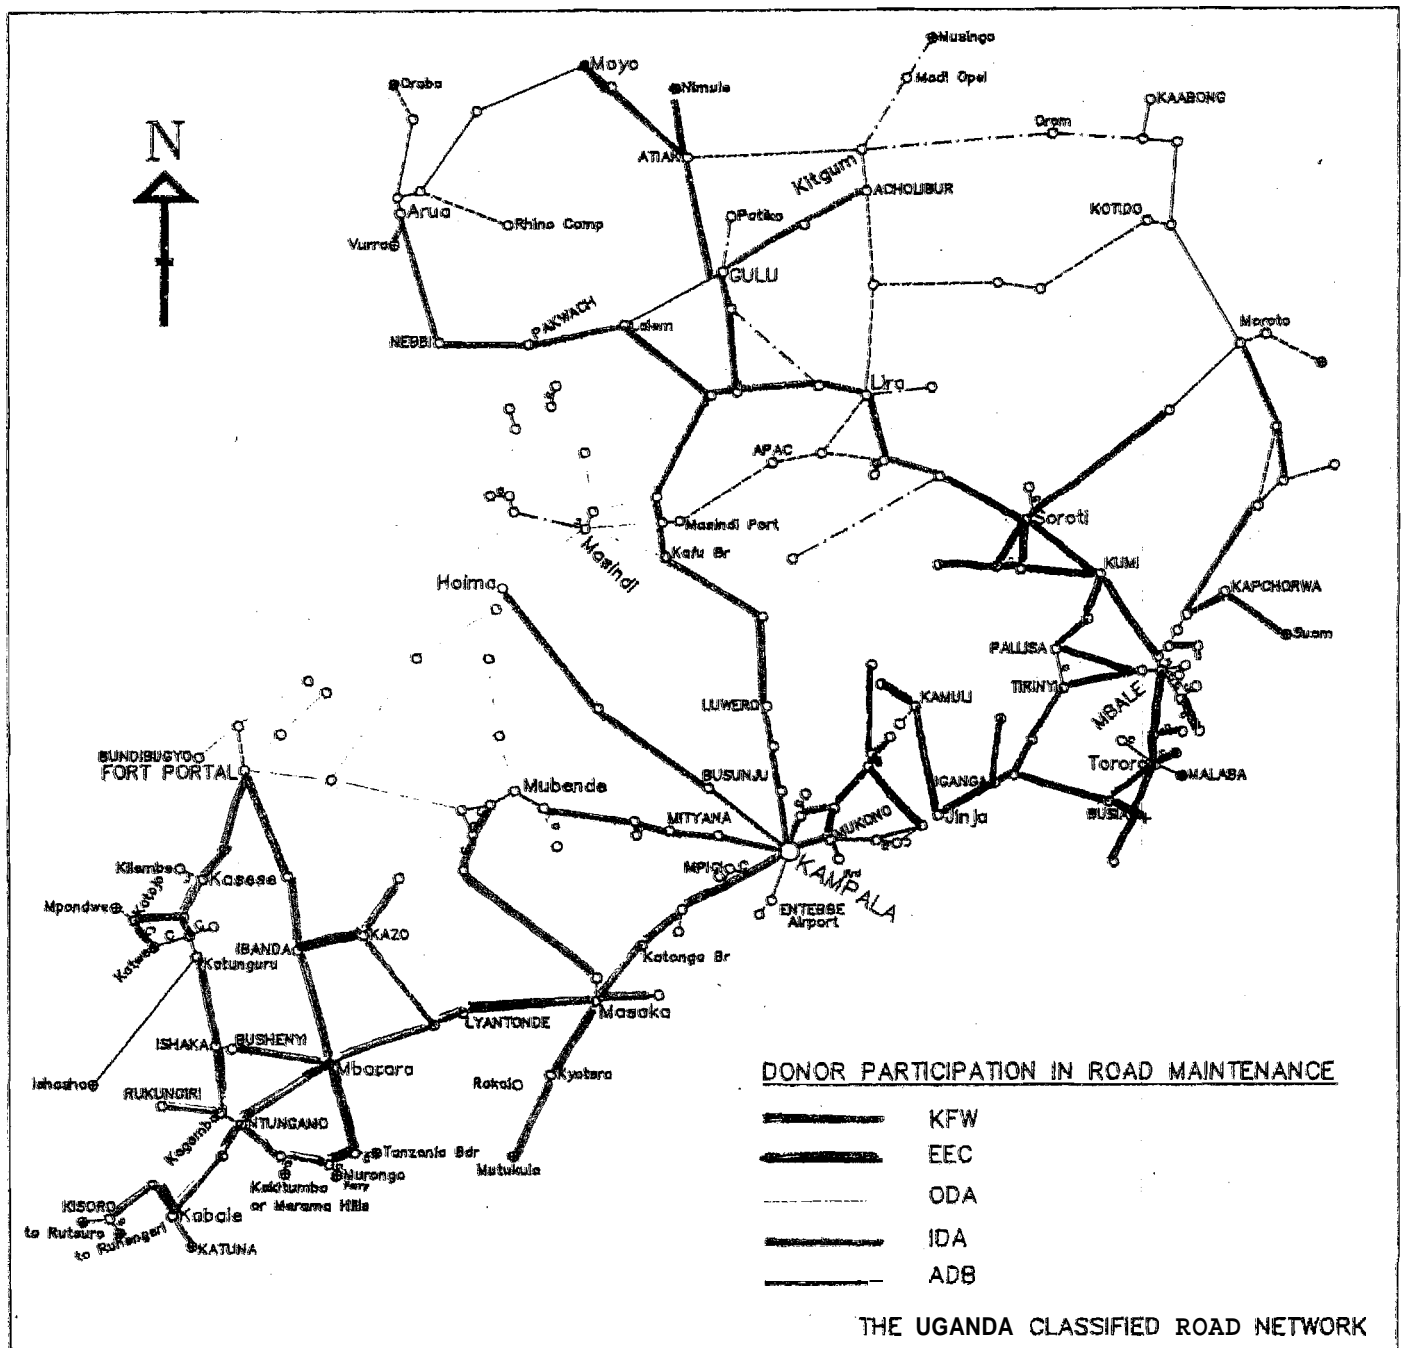 Musingo
Madi Opei
Moyo
Oraba
Nimule
KAABONG
Orom
N
ATIAK
Kitgum
ACHOLIBUR
KOTIDO
Arua
Rhino Camp
Patiko
Vurra
GULU
PAKWACH
Lolem
NEBBI
Moroto
Lira
APAC
Masindi Port
Soroti
Masindi
Kafu Br
KUMI
Hoima
KAPCHORWA
Suam
PALLISA
TIRINYI
MBALE
KAMULI
LUWERO
BUNDIBUGYO
FORT PORTAL
Tororo
MALABA
BUSUNJU
IGANGA
Mubende
BUSIA
MITYANA
MUKONO
Jinja
KAMPALA
MPIGI
Kilembe
Kasese
Mpondwe
ENTEBBE
Airport
KAZO
IBANDA
Katonga Br
Katwe
Katunguru
Masaka
LYANTONDE
ISHAKA
BUSHENYI
Mbarara
Ishasha
Rakai
Kyotera
RUKUNGIRI
NTUNGAMO
Kagamba
Tanzania Bdr
Murongo
Ferry
Mutukula
Kakitumba
or Merama Hills
KISORO
Kabale
to Rutsuro
to Ruhengeri
KATUNA
DONOR PARTICIPATION IN ROAD MAINTENANCE
KFW
EEC
ODA
IDA
ADB
THE UGANDA CLASSIFIED ROAD NETWORK